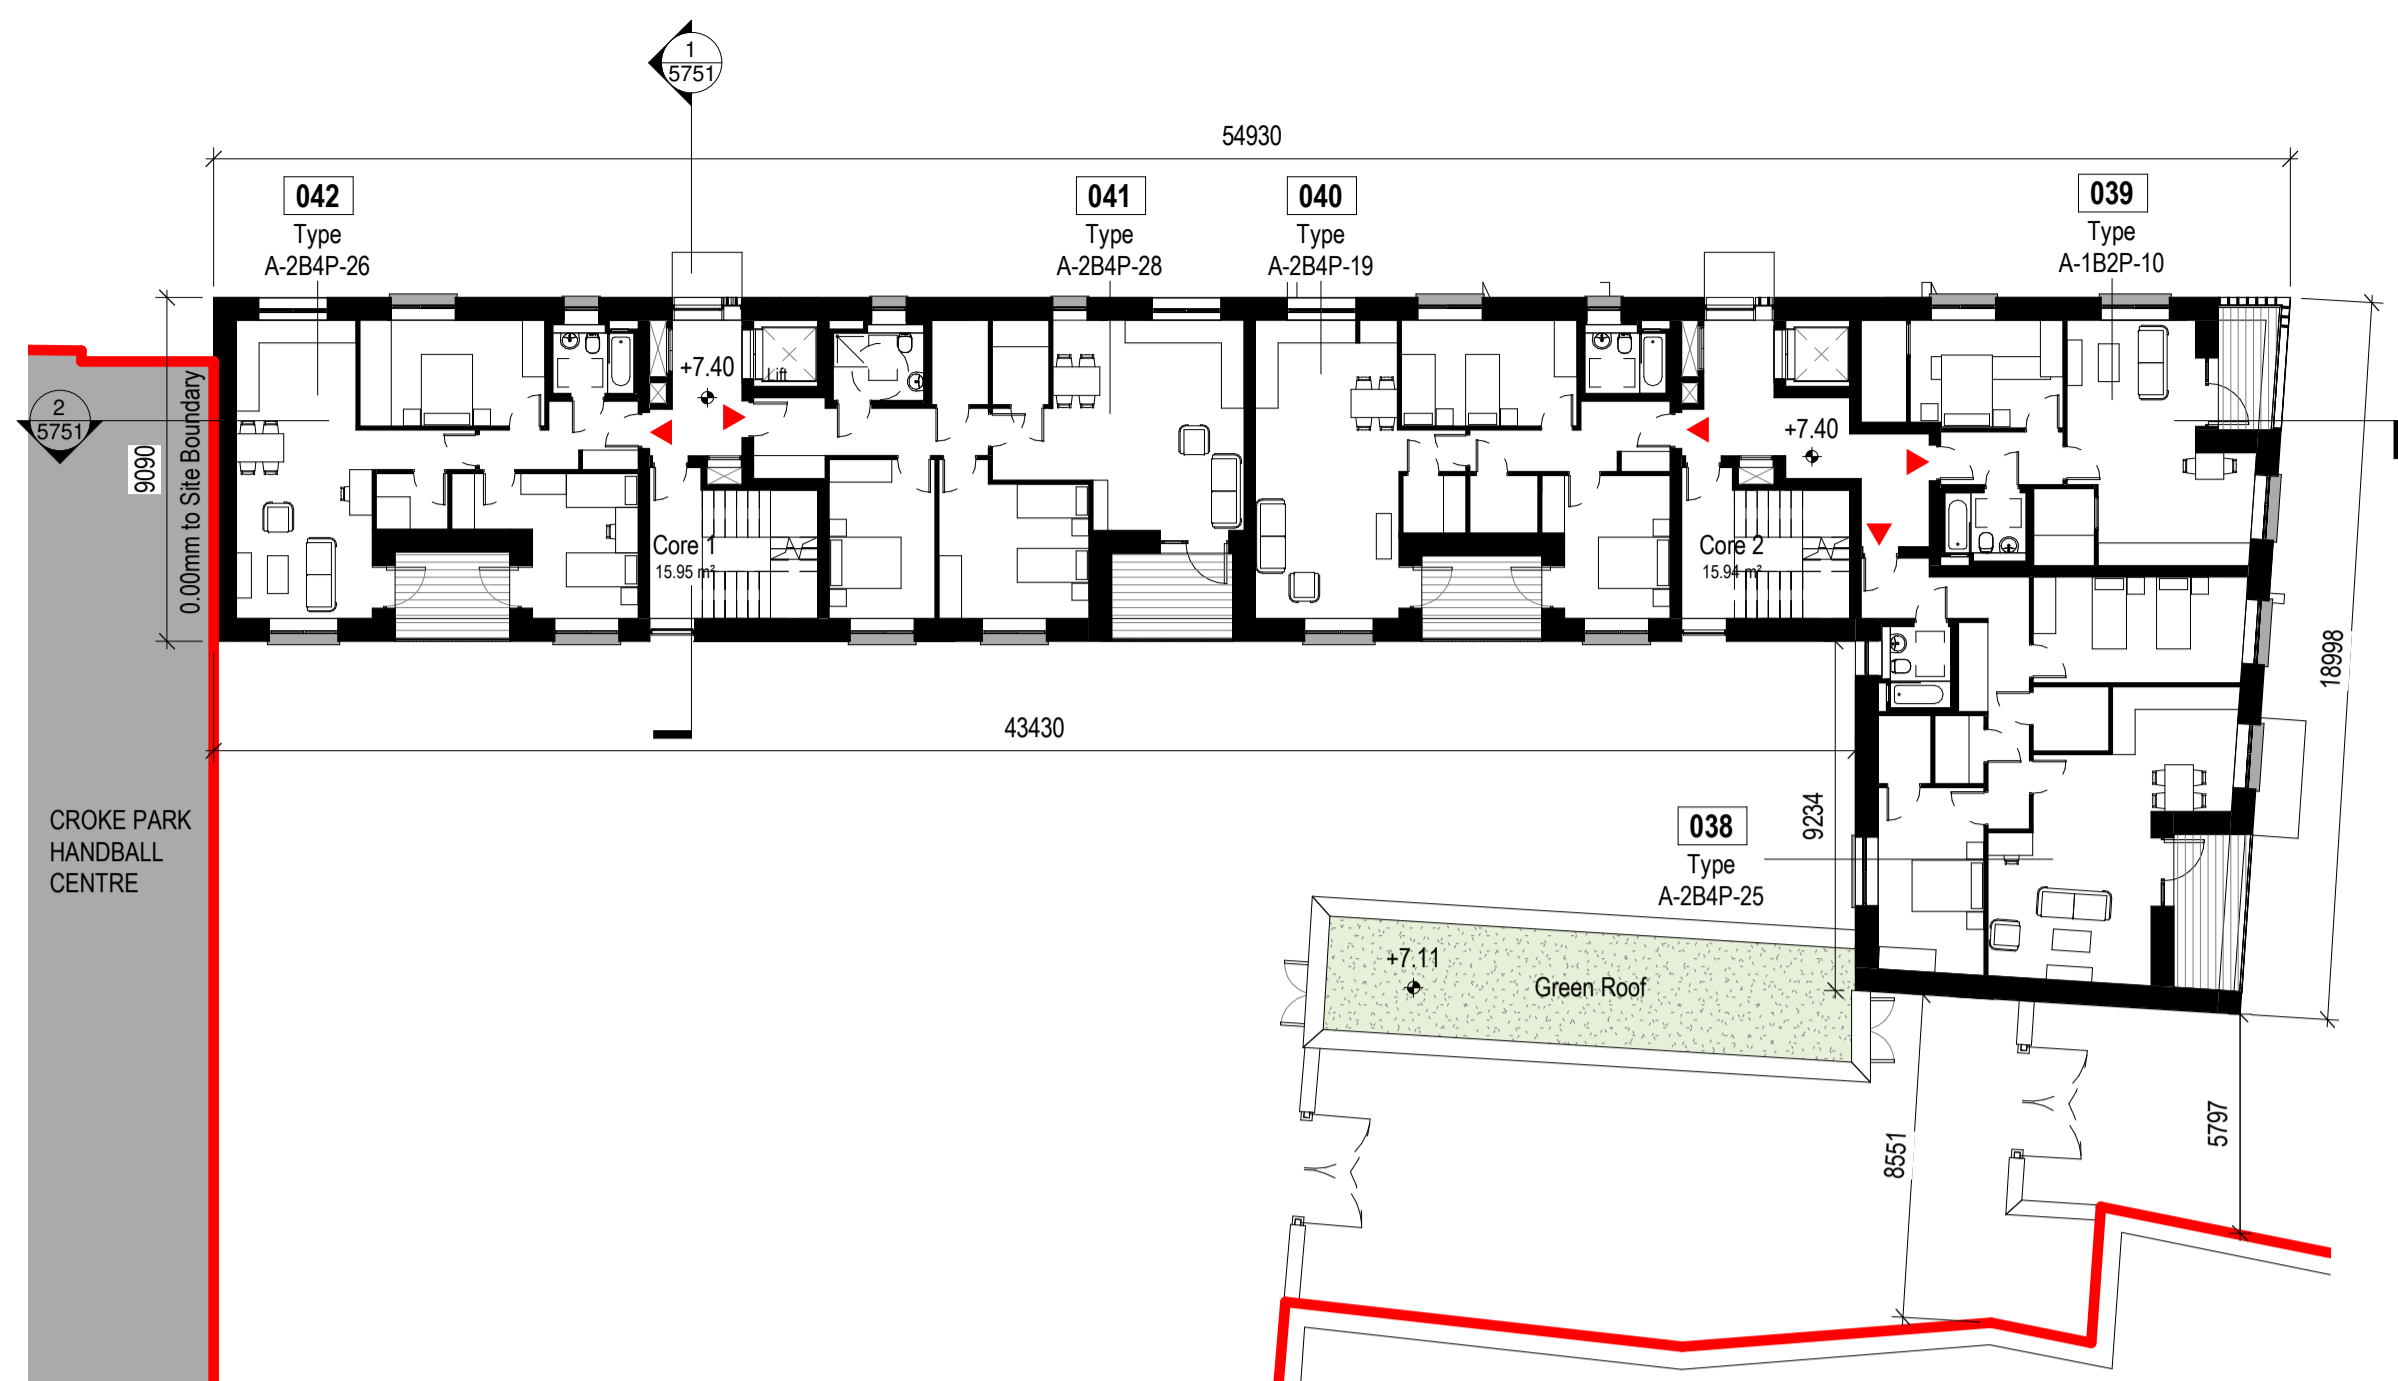 1
5751
54930
042
Type
A-2B4P-26
041
Type
A-2B4P-28
040
Type
A-2B4P-19
039
Type
A-1B2P-10
+7.40
Lift
2
5751
9090
0.00mm to Site Boundary
+7.40
Core 1
15.95 m²
Core 2
15.94 m²
18998
43430
CROKE PARK
HANDBALL
CENTRE
9234
038
Type
A-2B4P-25
+7.11
Green Roof
8551
5797